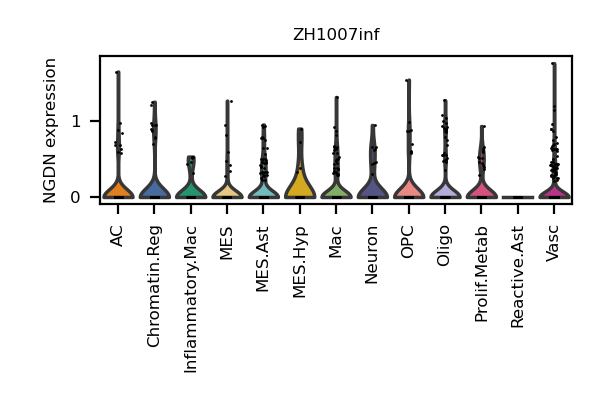 ZH1007inf
NGDN expression
1
0
AC
Chromatin.Reg
Inflammatory.Mac
MES
MES.Ast
MES.Hyp
Mac
Neuron
OPC
Oligo
Prolif.Metab
Reactive.Ast
Vasc